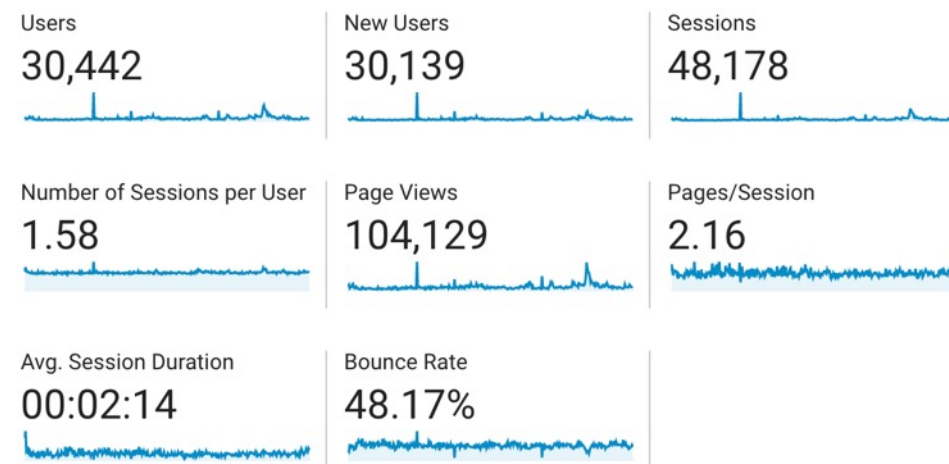 Users
30,442
New Users
30,139
Sessions
48,178
Number of Sessions per User
1.58
Page Views
104,129
Pages/Session
2.16
Avg. Session Duration
00:02:14
Bounce Rate
48.17%